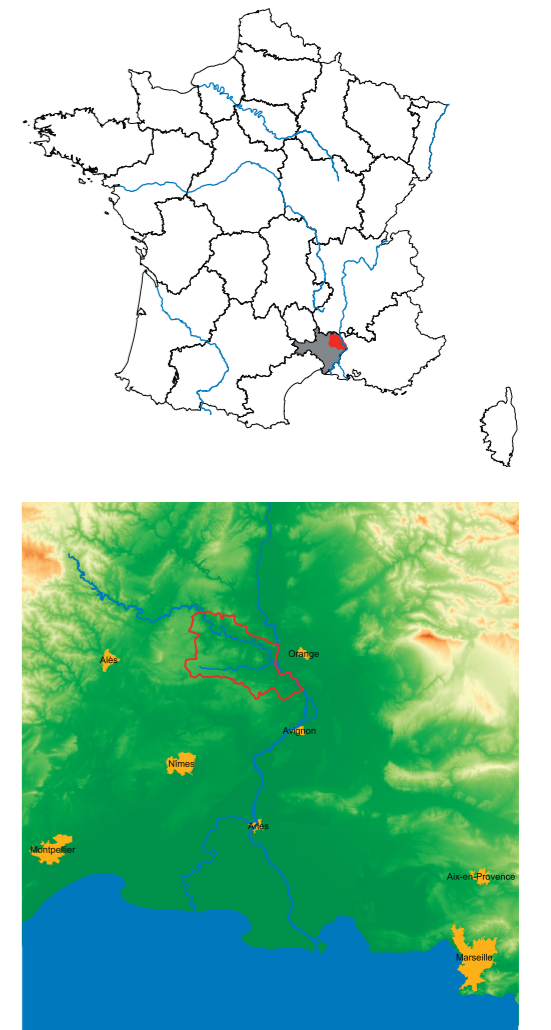 Orange
Alès
Avignon
Nîmes
Arles
Montpellier
Aix-en-Provence
Marseille